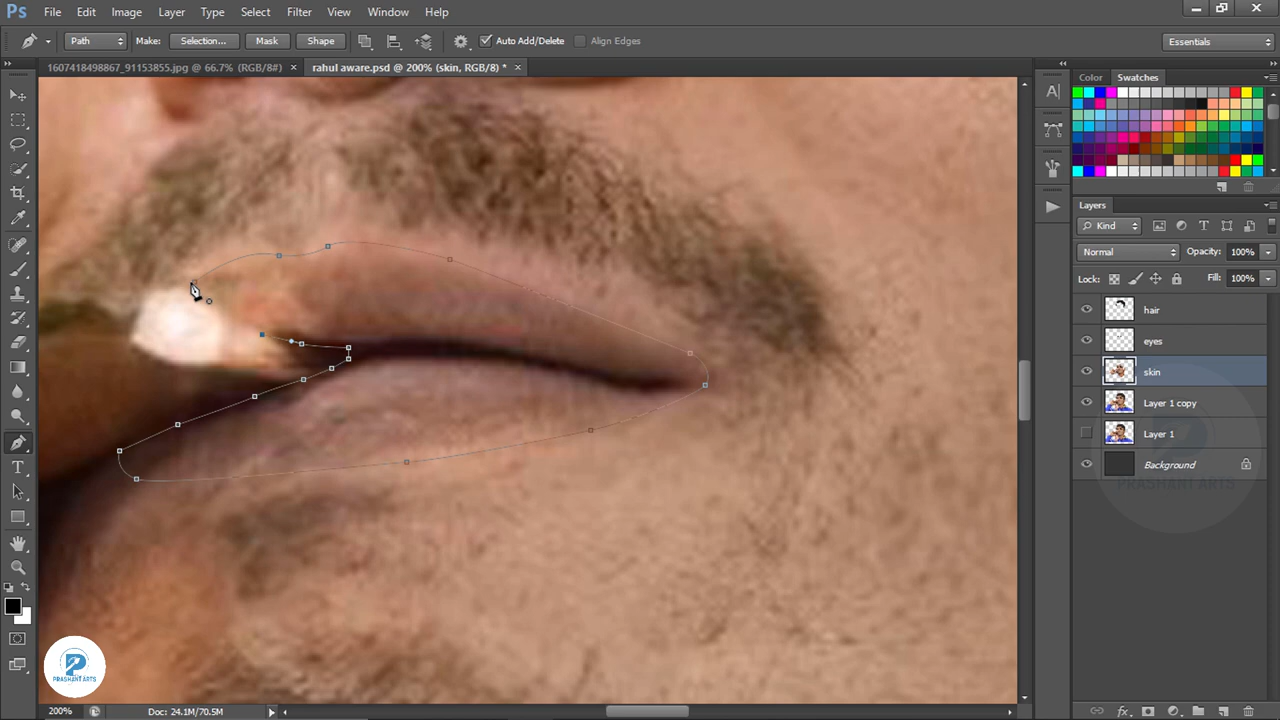 Ps File Edit Image Layer Type Select Filter View Window Help
Path Make: Selection... Mask Shape Auto Add/Delete Align Edges Essentials
1607418498867_91153855.jpg @ 66.7% (RGB/8#) × rahul aware.psd @ 200% (skin, RGB/8) * ×
Color Swatches
Layers
Kind
Normal Opacity: 100%
Lock: Fill: 100%
hair
eyes
skin
Layer 1 copy
Layer 1
Background
PRASHANT ARTS
PRASHANT ARTS
200% Doc: 24.1M/70.5M